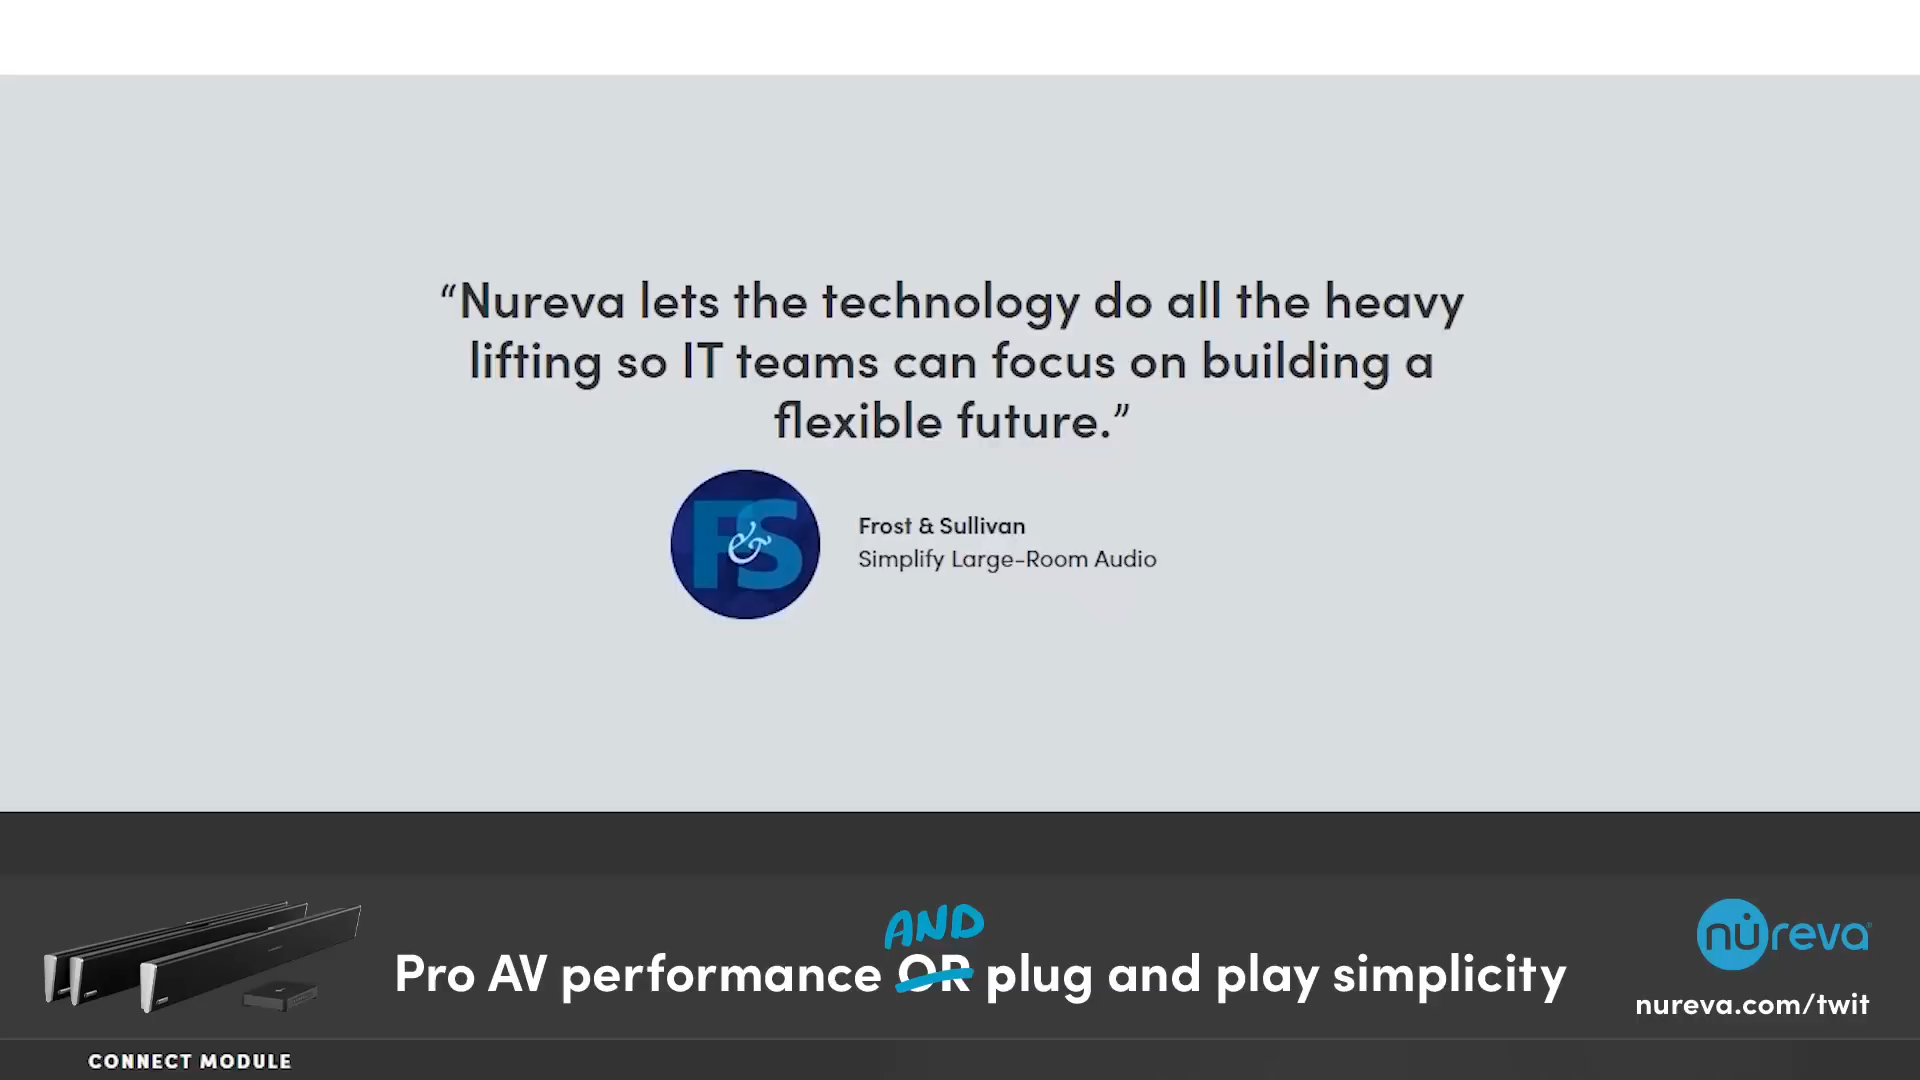 “Nureva lets the technology do all the heavy
lifting so IT teams can focus on building a
flexible future.”
F&S
Frost & Sullivan
Simplify Large-Room Audio
AND
Pro AV performance OR plug and play simplicity
nureva®
nureva.com/twit
CONNECT MODULE